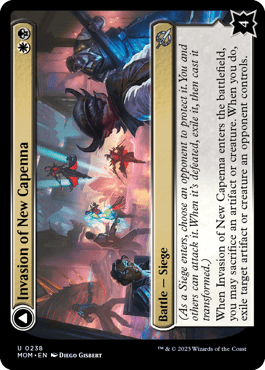 Invasion of New Capenna
Battle — Siege
4
(As a Siege enters, choose an opponent to protect it. You and
others can attack it. When it's defeated, exile it, then cast it
transformed.)
When Invasion of New Capenna enters the battlefield,
you may sacrifice an artifact or creature. When you do,
exile target artifact or creature an opponent controls.
U 0238
MOM • EN DIEGO GISBERT
™ & © 2023 Wizards of the Coast